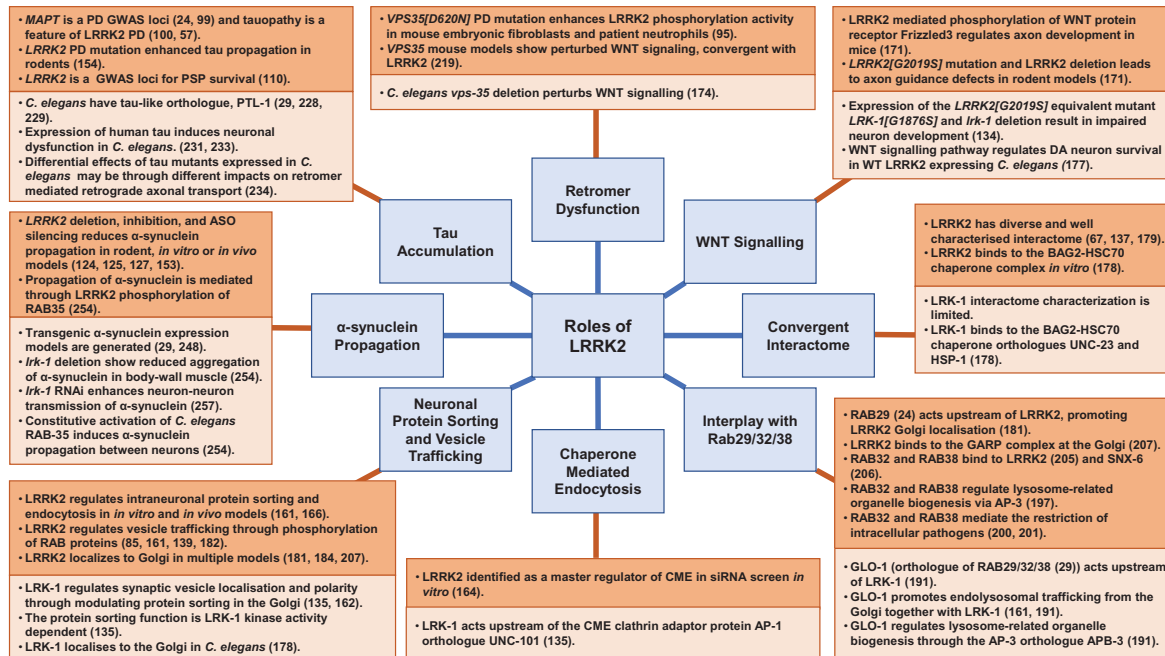 • MAPT is a PD GWAS loci (24, 99) and tauopathy is a
feature of LRRK2 PD (100, 57).
• LRRK2 PD mutation enhanced tau propagation in
rodents (154).
• LRRK2 is a GWAS loci for PSP survival (110).
• C. elegans have tau-like orthologue, PTL-1 (29, 228,
229).
• Expression of human tau induces neuronal
dysfunction in C. elegans. (231, 233)
• Differential effects of tau mutants expressed in C.
elegans may be through different impacts on retromer
mediated retrograde axonal transport (234).
• VPS35[D620N] PD mutation enhances LRRK2 phosphorylation activity
in mouse embryonic fibroblasts and patient neutrophils (95).
• VPS35 mouse models show perturbed WNT signaling, convergent with
LRRK2 (219).
• C. elegans vps-35 deletion perturbs WNT signalling (174).
• LRRK2 mediated phosphorylation of WNT protein
receptor Frizzled3 regulates axon development in
mice (171).
• LRRK2[G2019S] mutation and LRRK2 deletion leads
to axon guidance defects in rodent models (171).
• Expression of the LRRK2[G2019S] equivalent mutant
LRK-1[G1876S] and lrk-1 deletion result in impaired
neuron development (134).
• WNT signalling pathway regulates DA neuron survival
in WT LRRK2 expressing C. elegans (177).
Tau
Accumulation
Retromer
Dysfunction
WNT Signalling
• LRRK2 deletion, inhibition, and ASO
silencing reduces α-synuclein
propagation in rodent, in vitro or in vivo
models (124, 125, 127, 153).
• Propagation of α-synuclein is mediated
through LRRK2 phosphorylation of
RAB35 (254).
• Transgenic α-synuclein expression
models are generated (29, 248).
• lrk-1 deletion show reduced aggregation
of α-synuclein in body-wall muscle (254).
• lrk-1 RNAi enhances neuron-neuron
transmission of α-synuclein (257).
• Constitutive activation of C. elegans
RAB-35 induces α-synuclein
propagation between neurons (254).
α-synuclein
Propagation
Roles of
LRRK2
Convergent
Interactome
• LRRK2 has diverse and well
characterised interactome (67, 137, 179).
• LRRK2 binds to the BAG2-HSC70
chaperone complex in vitro (178).
• LRK-1 interactome characterization is
limited.
• LRK-1 binds to the BAG2-HSC70
chaperone orthologues UNC-23 and
HSP-1 (178).
Neuronal
Protein Sorting
and Vesicle
Trafficking
Chaperone
Mediated
Endocytosis
Interplay with
Rab29/32/38
• LRRK2 regulates intraneuronal protein sorting and
endocytosis in in vitro and in vivo models (161, 166).
• LRRK2 regulates vesicle trafficking through phosphorylation
of RAB proteins (85, 161, 139, 182).
• LRRK2 localizes to Golgi in multiple models (181, 184, 207).
• LRK-1 regulates synaptic vesicle localisation and polarity
through modulating protein sorting in the Golgi (135, 162).
• The protein sorting function is LRK-1 kinase activity
dependent (135).
• LRK-1 localises to the Golgi in C. elegans (178).
• LRRK2 identified as a master regulator of CME in siRNA screen in
vitro (164).
• LRK-1 acts upstream of the CME clathrin adaptor protein AP-1
orthologue UNC-101 (135).
• RAB29 (24) acts upstream of LRRK2, promoting
LRRK2 Golgi localisation (181).
• LRRK2 binds to the GARP complex at the Golgi (207).
• RAB32 and RAB38 bind to LRRK2 (205) and SNX-6
(206).
• RAB32 and RAB38 regulate lysosome-related
organelle biogenesis via AP-3 (197).
• RAB32 and RAB38 mediate the restriction of
intracellular pathogens (200, 201).
• GLO-1 (orthologue of RAB29/32/38 (29)) acts upstream
of LRK-1 (191).
• GLO-1 promotes endolysosomal trafficking from the
Golgi together with LRK-1 (161, 191).
• GLO-1 regulates lysosome-related organelle
biogenesis through the AP-3 orthologue APB-3 (191).